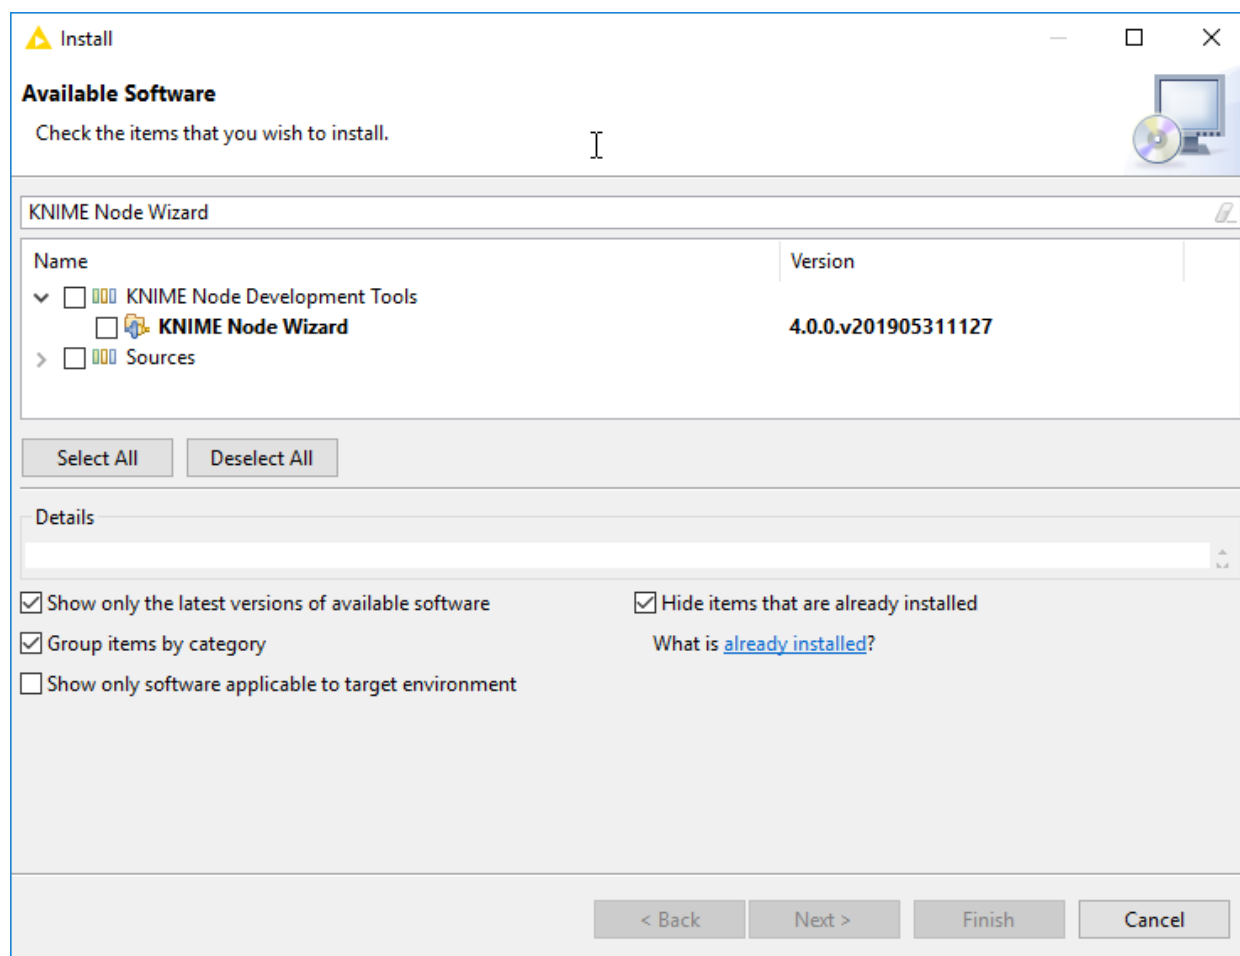 Install
Available Software
Check the items that you wish to install.
KNIME Node Wizard
Name Version
KNIME Node Development Tools
KNIME Node Wizard 4.0.0.v201905311127
Sources
Select All Deselect All
Details
Show only the latest versions of available software Hide items that are already installed
Group items by category What is already installed?
Show only software applicable to target environment
< Back Next > Finish Cancel